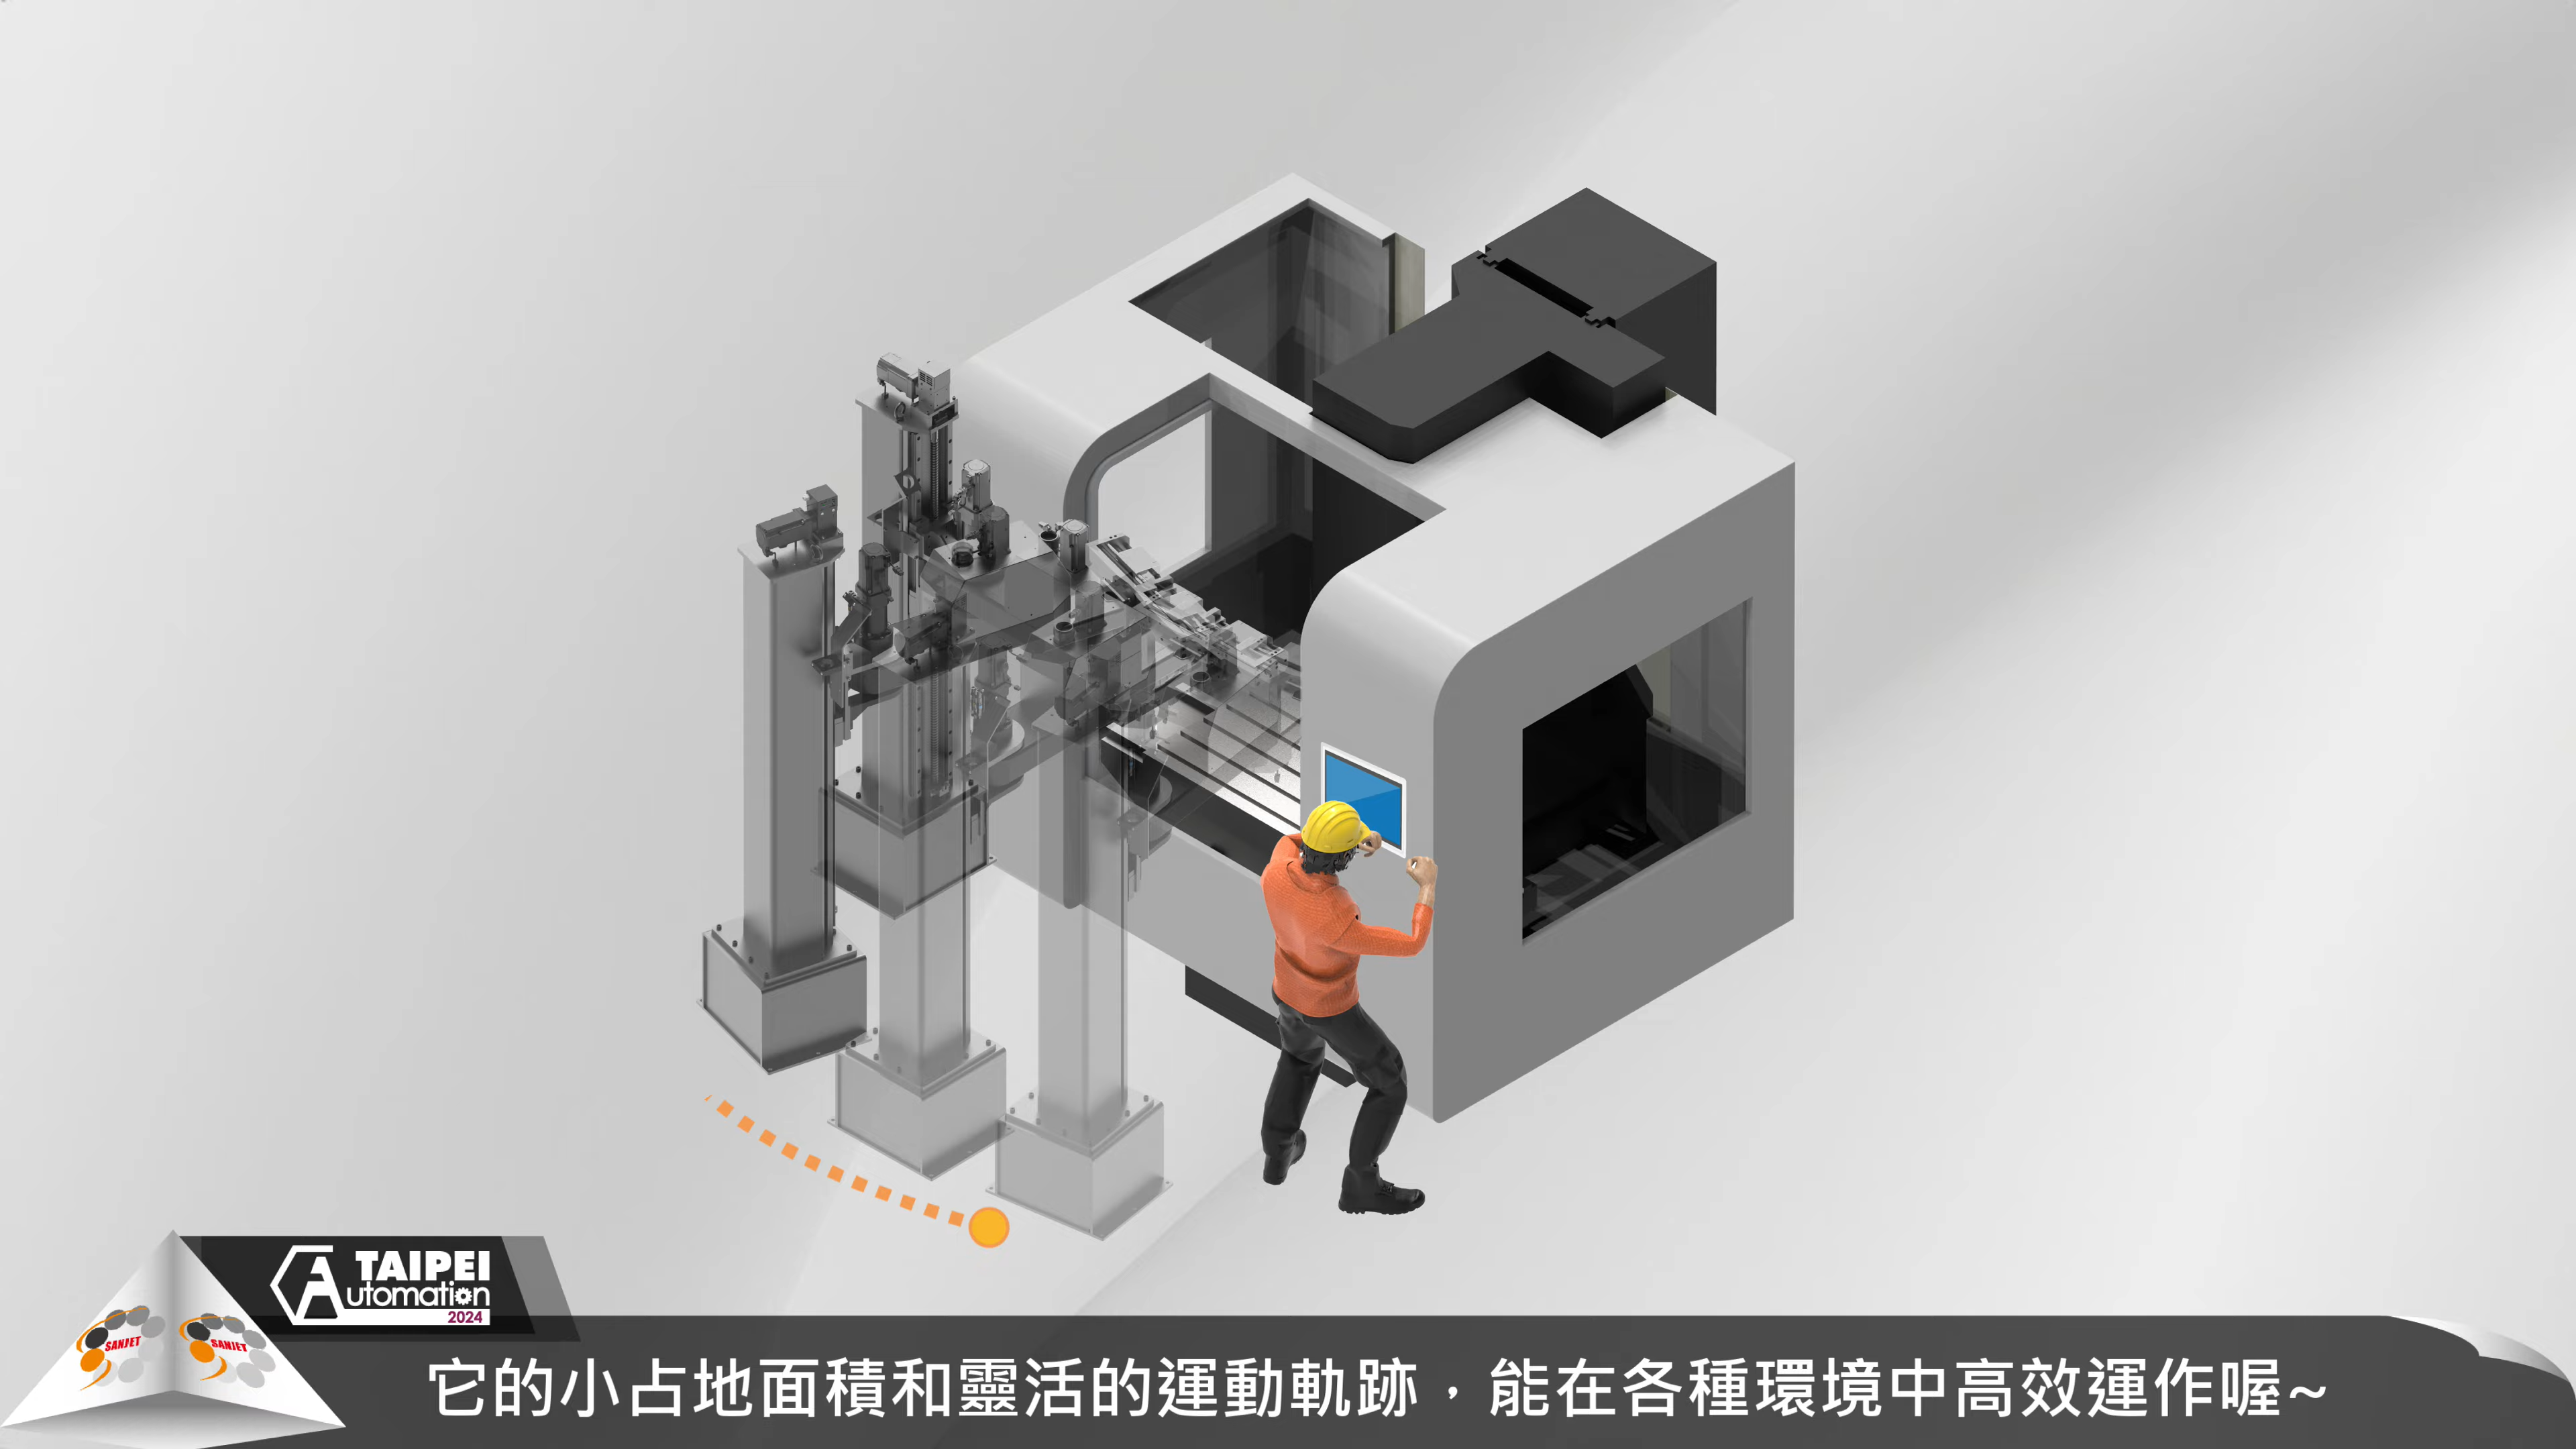 TAIPEI
Automation
2024
SANJET SANJET
它的小占地面積和靈活的運動軌跡，能在各種環境中高效運作喔~